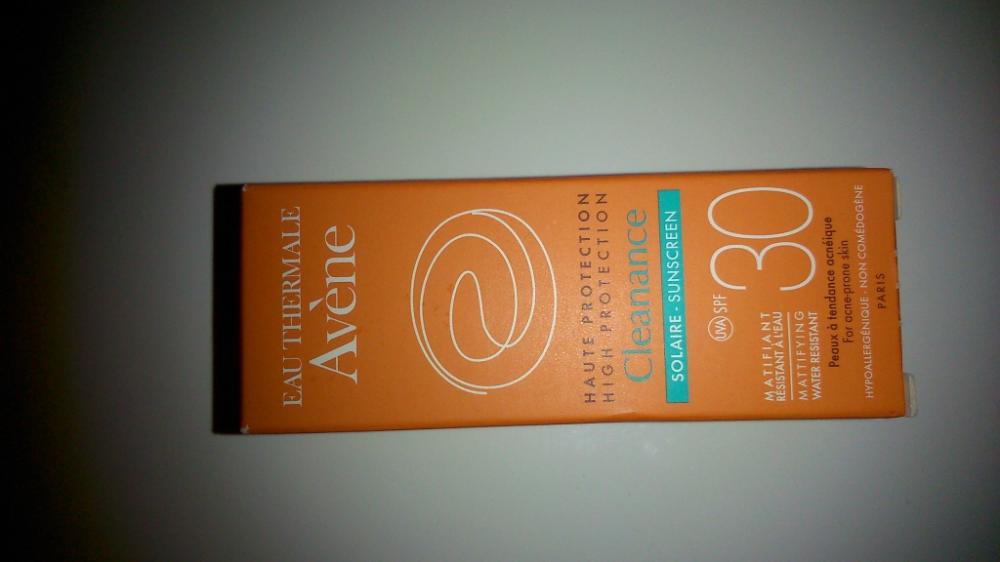 EAU THERMALE
Avène
HAUTE PROTECTION
HIGH PROTECTION
Cleanance
SOLAIRE - SUNSCREEN
UVA SPF 30
MATIFIANT
RÉSISTANT À L'EAU
MATTIFYING
WATER RESISTANT
Peaux à tendance acnéique
For acne-prone skin
HYPOALLERGÉNIQUE - NON COMÉDOGÈNE
PARIS